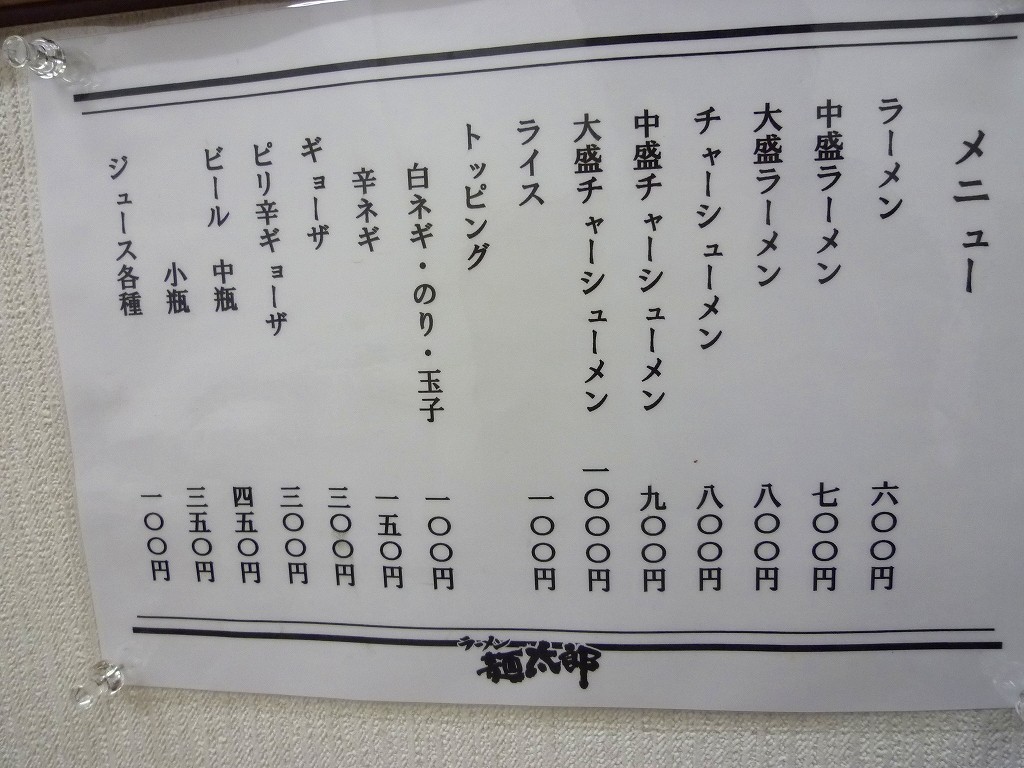 メニュー
ラーメン 六〇〇円
中盛ラーメン 七〇〇円
大盛ラーメン 八〇〇円
チャーシューメン 八〇〇円
中盛チャーシューメン 九〇〇円
大盛チャーシューメン 一〇〇〇円
ライス 一〇〇円
トッピング
白ネギ・のり・玉子 一〇〇円
辛ネギ 一五〇円
ギョーザ 三〇〇円
ピリ辛ギョーザ 三〇〇円
ビール 中瓶 四五〇円
小瓶 三五〇円
ジュース各種 一〇〇円
ラーメン
麺太郎